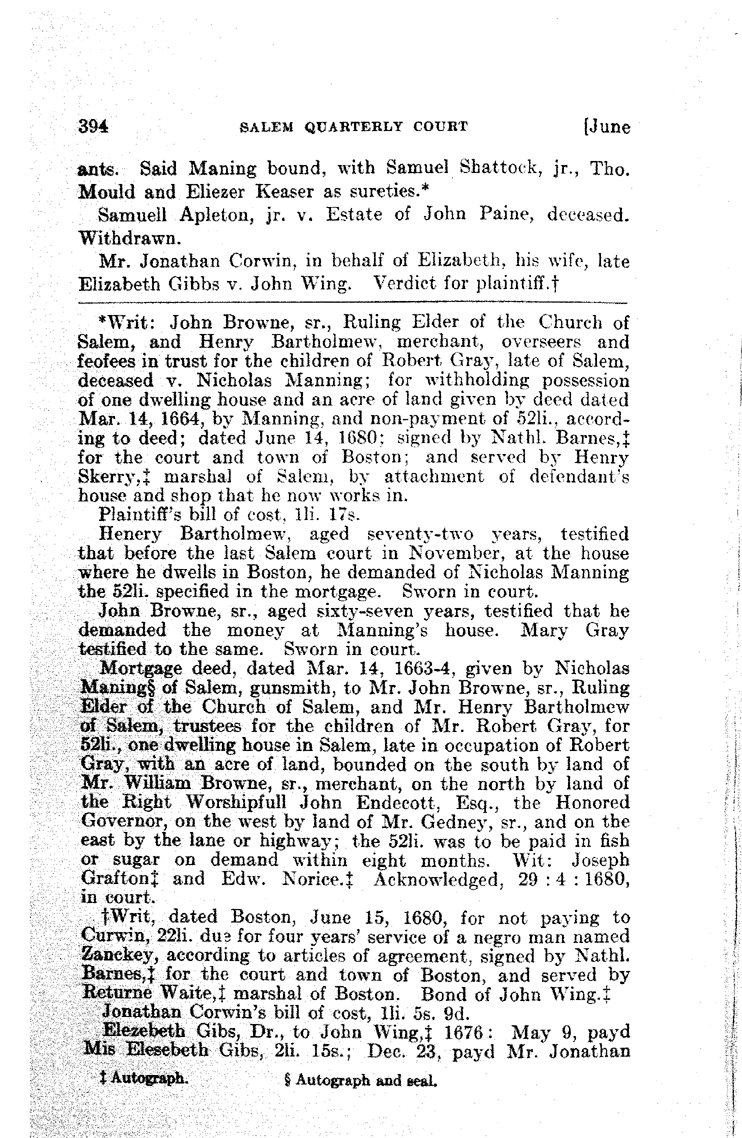 394 SALEM QUARTERLY COURT [June
ants. Said Maning bound, with Samuel Shattock, jr., Tho.
Mould and Eliezer Keaser as sureties.*
Samuell Apleton, jr. v. Estate of John Paine, deceased.
Withdrawn.
Mr. Jonathan Corwin, in behalf of Elizabeth, his wife, late
Elizabeth Gibbs v. John Wing. Verdict for plaintiff.†
*Writ: John Browne, sr., Ruling Elder of the Church of
Salem, and Henry Bartholmew, merchant, overseers and
feofees in trust for the children of Robert Gray, late of Salem,
deceased v. Nicholas Manning; for withholding possession
of one dwelling house and an acre of land given by deed dated
Mar. 14, 1664, by Manning, and non-payment of 52li., accord-
ing to deed; dated June 14, 1680; signed by Nathl. Barnes,‡
for the court and town of Boston; and served by Henry
Skerry,‡ marshal of Salem, by attachment of defendant's
house and shop that he now works in.
Plaintiff's bill of cost, 1li. 17s.
Henery Bartholmew, aged seventy-two years, testified
that before the last Salem court in November, at the house
where he dwells in Boston, he demanded of Nicholas Manning
the 52li. specified in the mortgage. Sworn in court.
John Browne, sr., aged sixty-seven years, testified that he
demanded the money at Manning's house. Mary Gray
testified to the same. Sworn in court.
Mortgage deed, dated Mar. 14, 1663-4, given by Nicholas
Maning§ of Salem, gunsmith, to Mr. John Browne, sr., Ruling
Elder of the Church of Salem, and Mr. Henry Bartholmew
of Salem, trustees for the children of Mr. Robert Gray, for
52li., one dwelling house in Salem, late in occupation of Robert
Gray, with an acre of land, bounded on the south by land of
Mr. William Browne, sr., merchant, on the north by land of
the Right Worshipfull John Endecott, Esq., the Honored
Governor, on the west by land of Mr. Gedney, sr., and on the
east by the lane or highway; the 52li. was to be paid in fish
or sugar on demand within eight months. Wit: Joseph
Grafton‡ and Edw. Norice.‡ Acknowledged, 29 : 4 : 1680,
in court.
†Writ, dated Boston, June 15, 1680, for not paying to
Curwin, 22li. due for four years' service of a negro man named
Zanckey, according to articles of agreement, signed by Nathl.
Barnes,‡ for the court and town of Boston, and served by
Returne Waite,‡ marshal of Boston. Bond of John Wing.‡
Jonathan Corwin's bill of cost, 1li. 5s. 9d.
Elezebeth Gibs, Dr., to John Wing,‡ 1676: May 9, payd
Mis Elesebeth Gibs, 2li. 15s.; Dec. 23, payd Mr. Jonathan
‡ Autograph. § Autograph and seal.